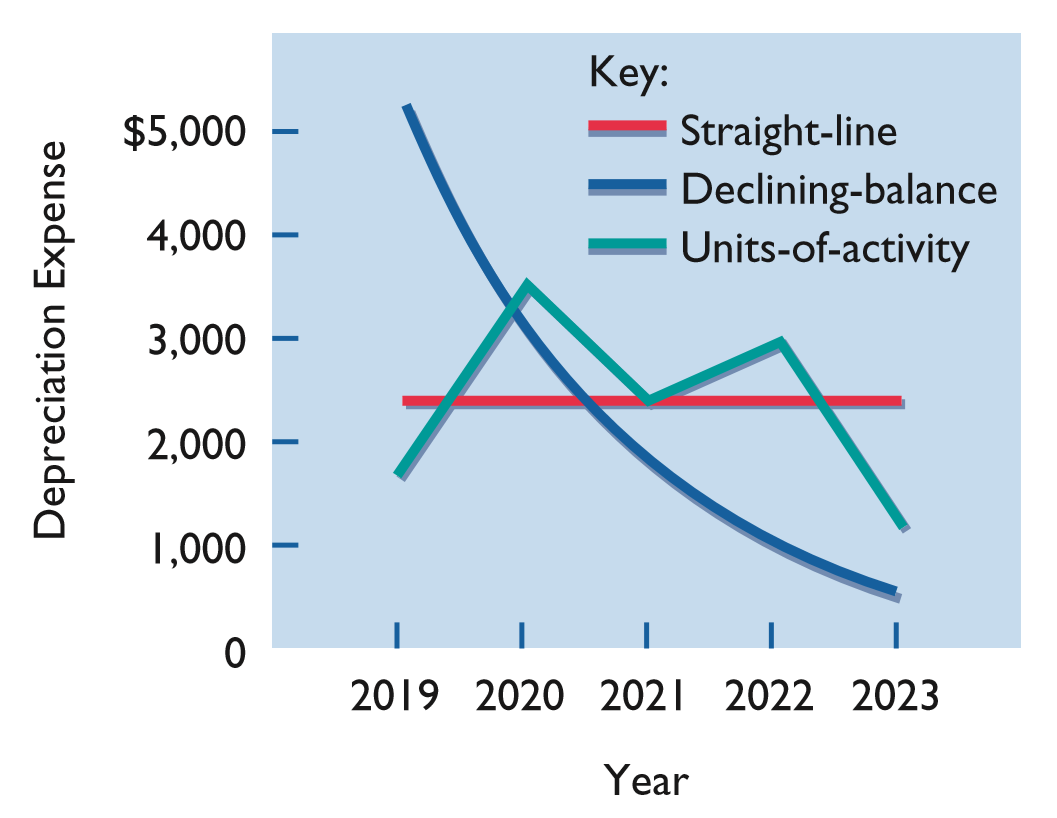 Key:
Straight-line
Declining-balance
Units-of-activity
Depreciation Expense
$5,000
4,000
3,000
2,000
1,000
0
2019 2020 2021 2022 2023
Year